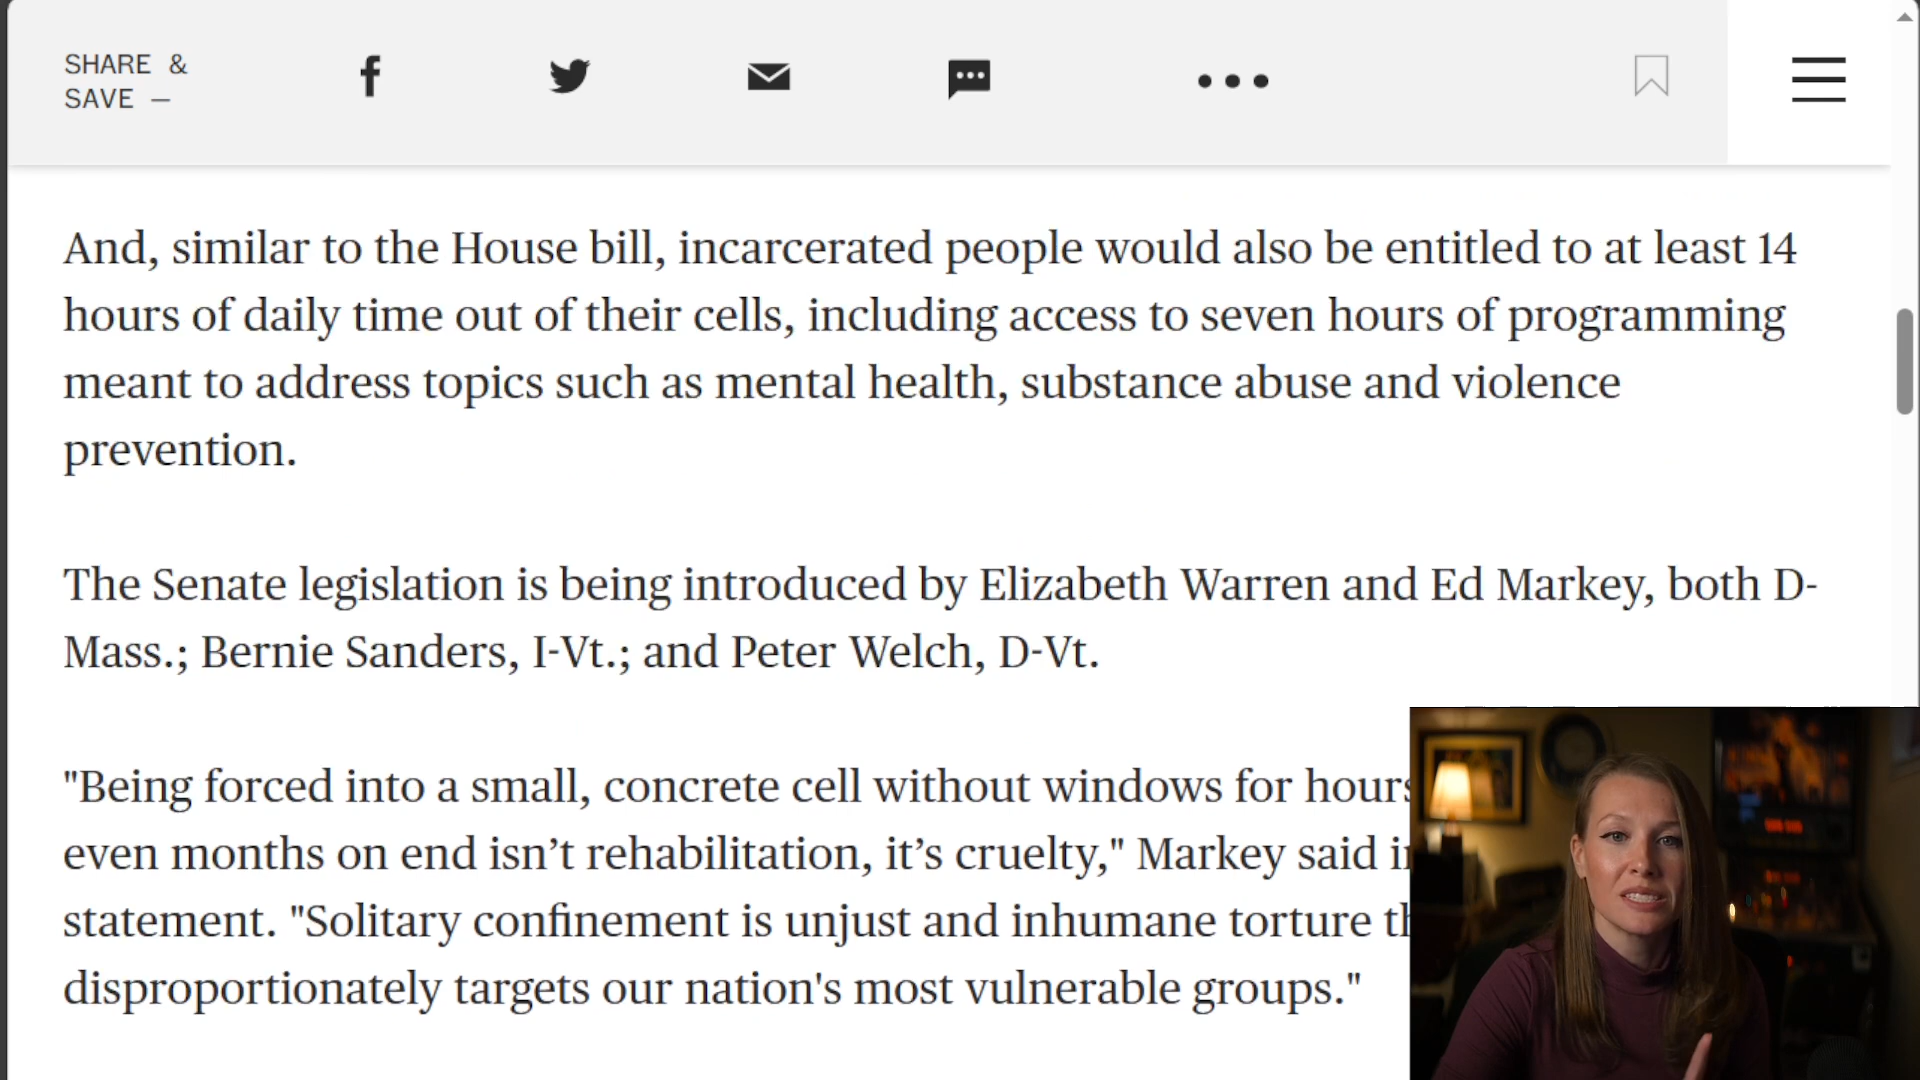 SHARE &
SAVE —
And, similar to the House bill, incarcerated people would also be entitled to at least 14
hours of daily time out of their cells, including access to seven hours of programming
meant to address topics such as mental health, substance abuse and violence
prevention.
The Senate legislation is being introduced by Elizabeth Warren and Ed Markey, both D-
Mass.; Bernie Sanders, I-Vt.; and Peter Welch, D-Vt.
"Being forced into a small, concrete cell without windows for hours
even months on end isn’t rehabilitation, it’s cruelty," Markey said
statement. "Solitary confinement is unjust and inhumane torture
disproportionately targets our nation's most vulnerable groups."